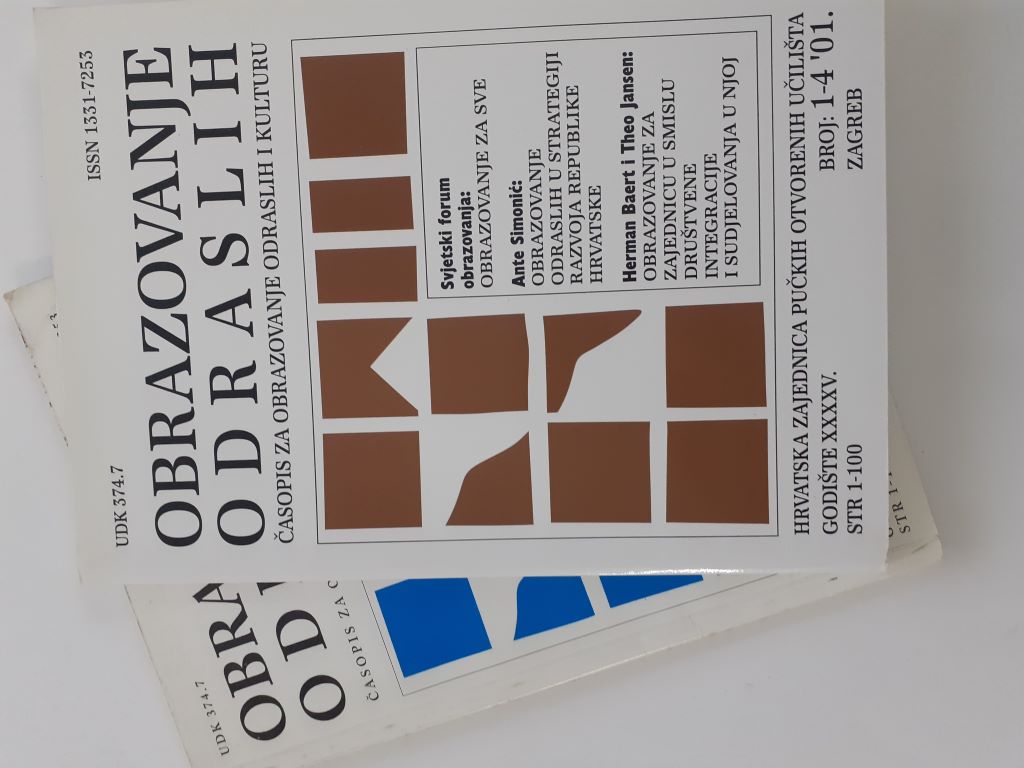 UDK 374.7
ISSN 1331-7253
OBRAZOVANJE
ODRASLIH
ČASOPIS ZA OBRAZOVANJE ODRASLIH I KULTURU
Svjetski forum
obrazovanja:
OBRAZOVANJE ZA SVE
Ante Simonić:
OBRAZOVANJE
ODRASLIH U STRATEGIJI
RAZVOJA REPUBLIKE
HRVATSKE
Herman Baert i Theo Jansen:
OBRAZOVANJE ZA
ZAJEDNICU U SMISLU
DRUŠTVENE
INTEGRACIJE
I SUDJELOVANJA U NJOJ
HRVATSKA ZAJEDNICA PUČKIH OTVORENIH UČILIŠTA
GODIŠTE XXXXV.
BROJ: 1-4 '01.
STR 1-100
ZAGREB
UDK 374.7
OBRA
OD
ČASOPIS ZA
STR 1-